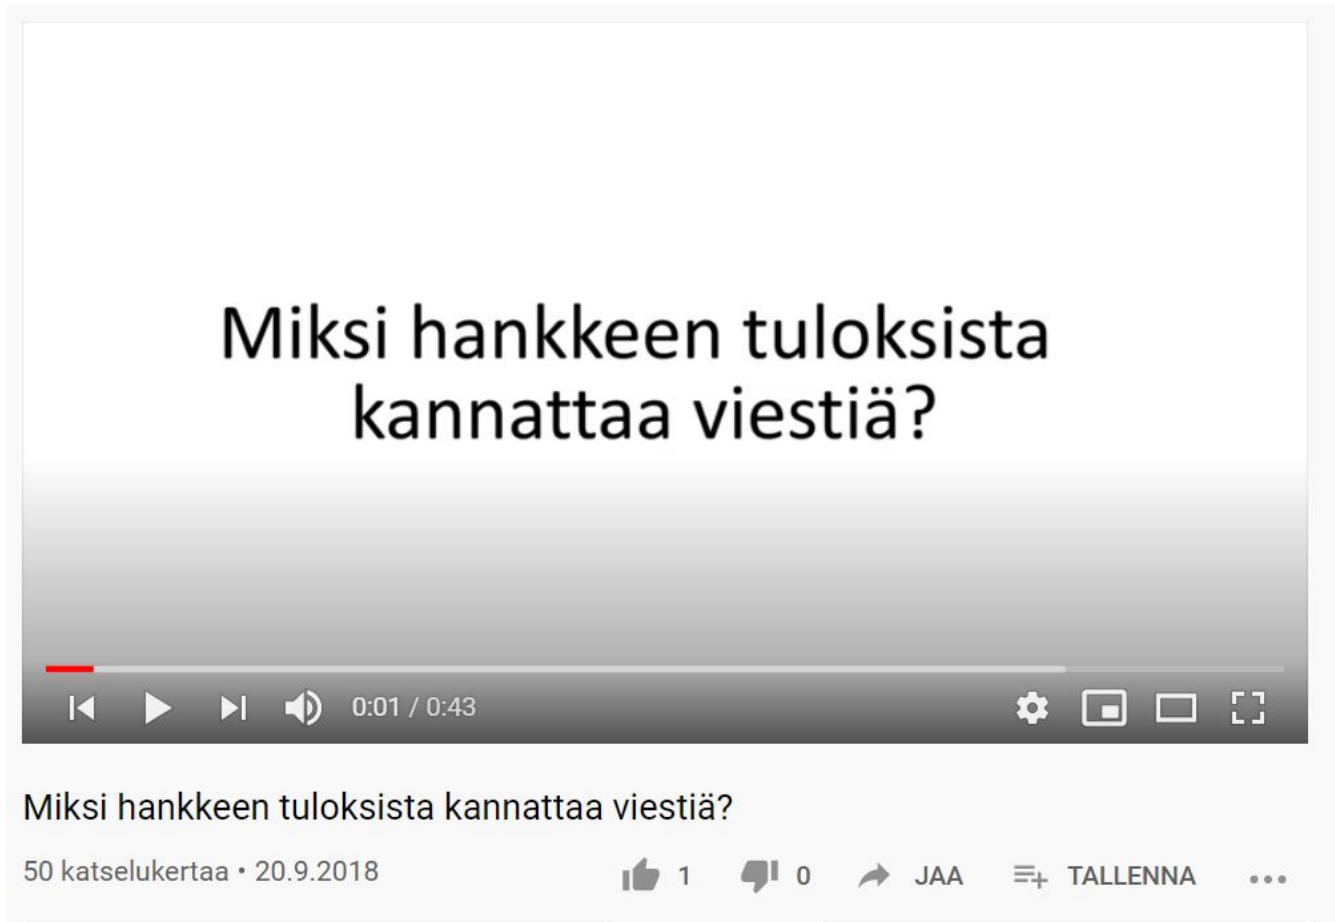 Miksi hankkeen tuloksista
kannattaa viestiä?
0:01 / 0:43
Miksi hankkeen tuloksista kannattaa viestiä?
50 katselukertaa • 20.9.2018 1 0 JAA TALLENNA